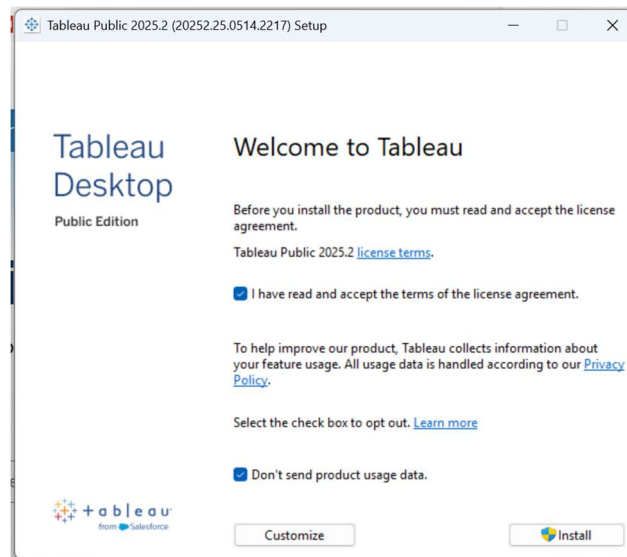 Tableau Public 2025.2 (20252.25.0514.2217) Setup
Tableau
Desktop
Public Edition
Welcome to Tableau
Before you install the product, you must read and accept the license
agreement.
Tableau Public 2025.2 license terms.
I have read and accept the terms of the license agreement.
To help improve our product, Tableau collects information about
your feature usage. All usage data is handled according to our Privacy
Policy.
Select the check box to opt out. Learn more
Don't send product usage data.
+ableau
from Salesforce
Customize
Install